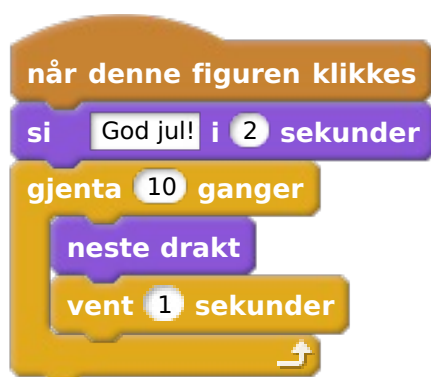 når denne figuren klikkes
si God jul! i 2 sekunder
gjenta 10 ganger
neste drakt
vent 1 sekunder